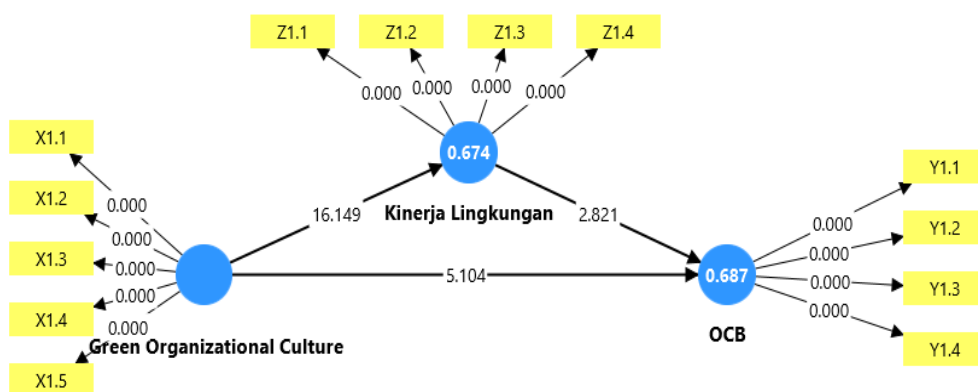 Z1.1
Z1.2
Z1.3
Z1.4
0.000
0.000
0.000
0.000
X1.1
X1.2
X1.3
X1.4
X1.5
0.000
0.000
0.000
0.000
0.000
0.674
Kinerja Lingkungan
16.149
2.821
5.104
Green Organizational Culture
0.687
OCB
0.000
0.000
0.000
0.000
Y1.1
Y1.2
Y1.3
Y1.4